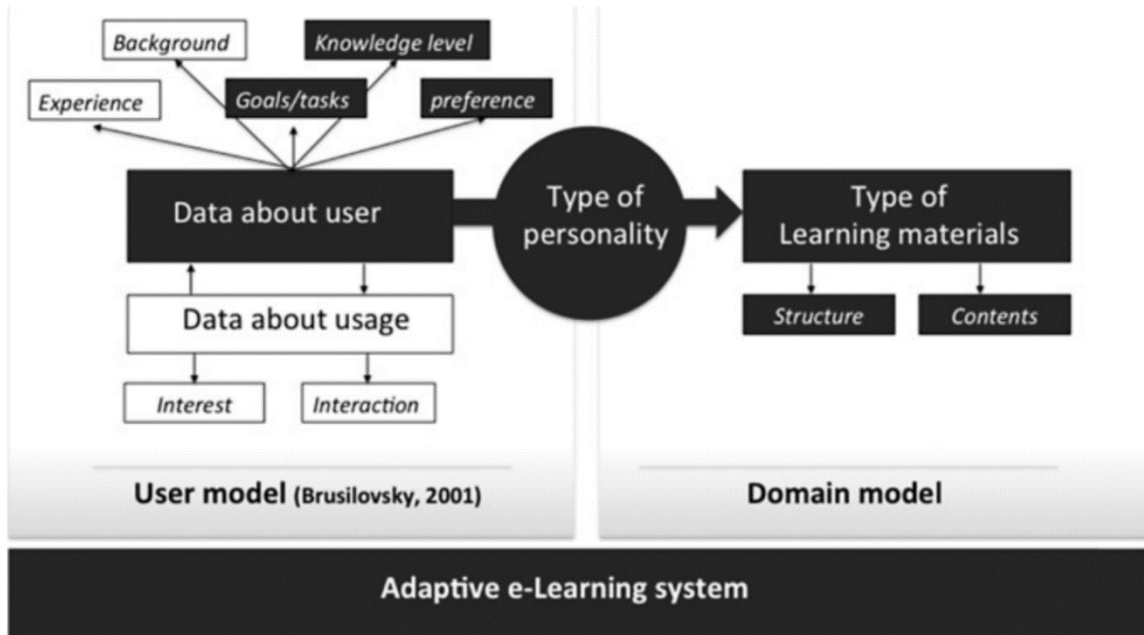 Background
Knowledge level
Experience
Goals/tasks
preference
Data about user
Type of
personality
Type of
Learning materials
Data about usage
Structure
Contents
Interest
Interaction
User model (Brusilovsky, 2001)
Domain model
Adaptive e-Learning system